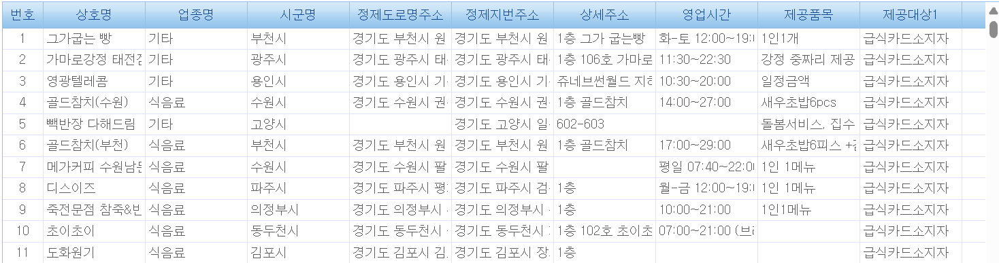 번호 상호명 업종명 시군명 정제도로명주소 정제지번주소 상세주소 영업시간 제공품목 제공대상1
1 그가굽는 빵 기타 부천시 경기도 부천시 원 경기도 부천시 원 1층 그가 굽는빵 화-토 12:00~19: 1인1개 급식카드소지자
2 가마로강정 태전점 기타 광주시 경기도 광주시 태 경기도 광주시 태 1층 106호 가마로 11:30~22:30 강정 중짜리 제공 급식카드소지자
3 영광텔레콤 기타 용인시 경기도 용인시 기 경기도 용인시 기 쥬네브썬월드 지하 10:30~20:00 일정금액 급식카드소지자
4 골드참치(수원) 식음료 수원시 경기도 수원시 권 경기도 수원시 권 1층 골드참치 14:00~27:00 새우초밥6pcs 급식카드소지자
5 빽반장 다해드림 기타 고양시 경기도 고양시 일 602-603 돌봄서비스, 집수 급식카드소지자
6 골드참치(부천) 식음료 부천시 경기도 부천시 원 경기도 부천시 원 1층 골드참치 17:00~29:00 새우초밥6피스 + 급식카드소지자
7 메가커피 수원남문 식음료 수원시 경기도 수원시 팔 경기도 수원시 팔 평일 07:40~22:0 1인 1메뉴 급식카드소지자
8 디스이즈 식음료 파주시 경기도 파주시 평 경기도 파주시 검 1층 월-금 12:00~19: 1인 1메뉴 급식카드소지자
9 죽전문점 참죽& 식음료 의정부시 경기도 의정부시 경기도 의정부시 1층 10:00~21:00 1인1메뉴 급식카드소지자
10 초이초이 식음료 동두천시 경기도 동두천시 경기도 동두천시 1층 102호 초이초 07:00~21:00 (브 급식카드소지자
11 도화원기 식음료 김포시 경기도 김포시 김 경기도 김포시 장 1층 급식카드소지자